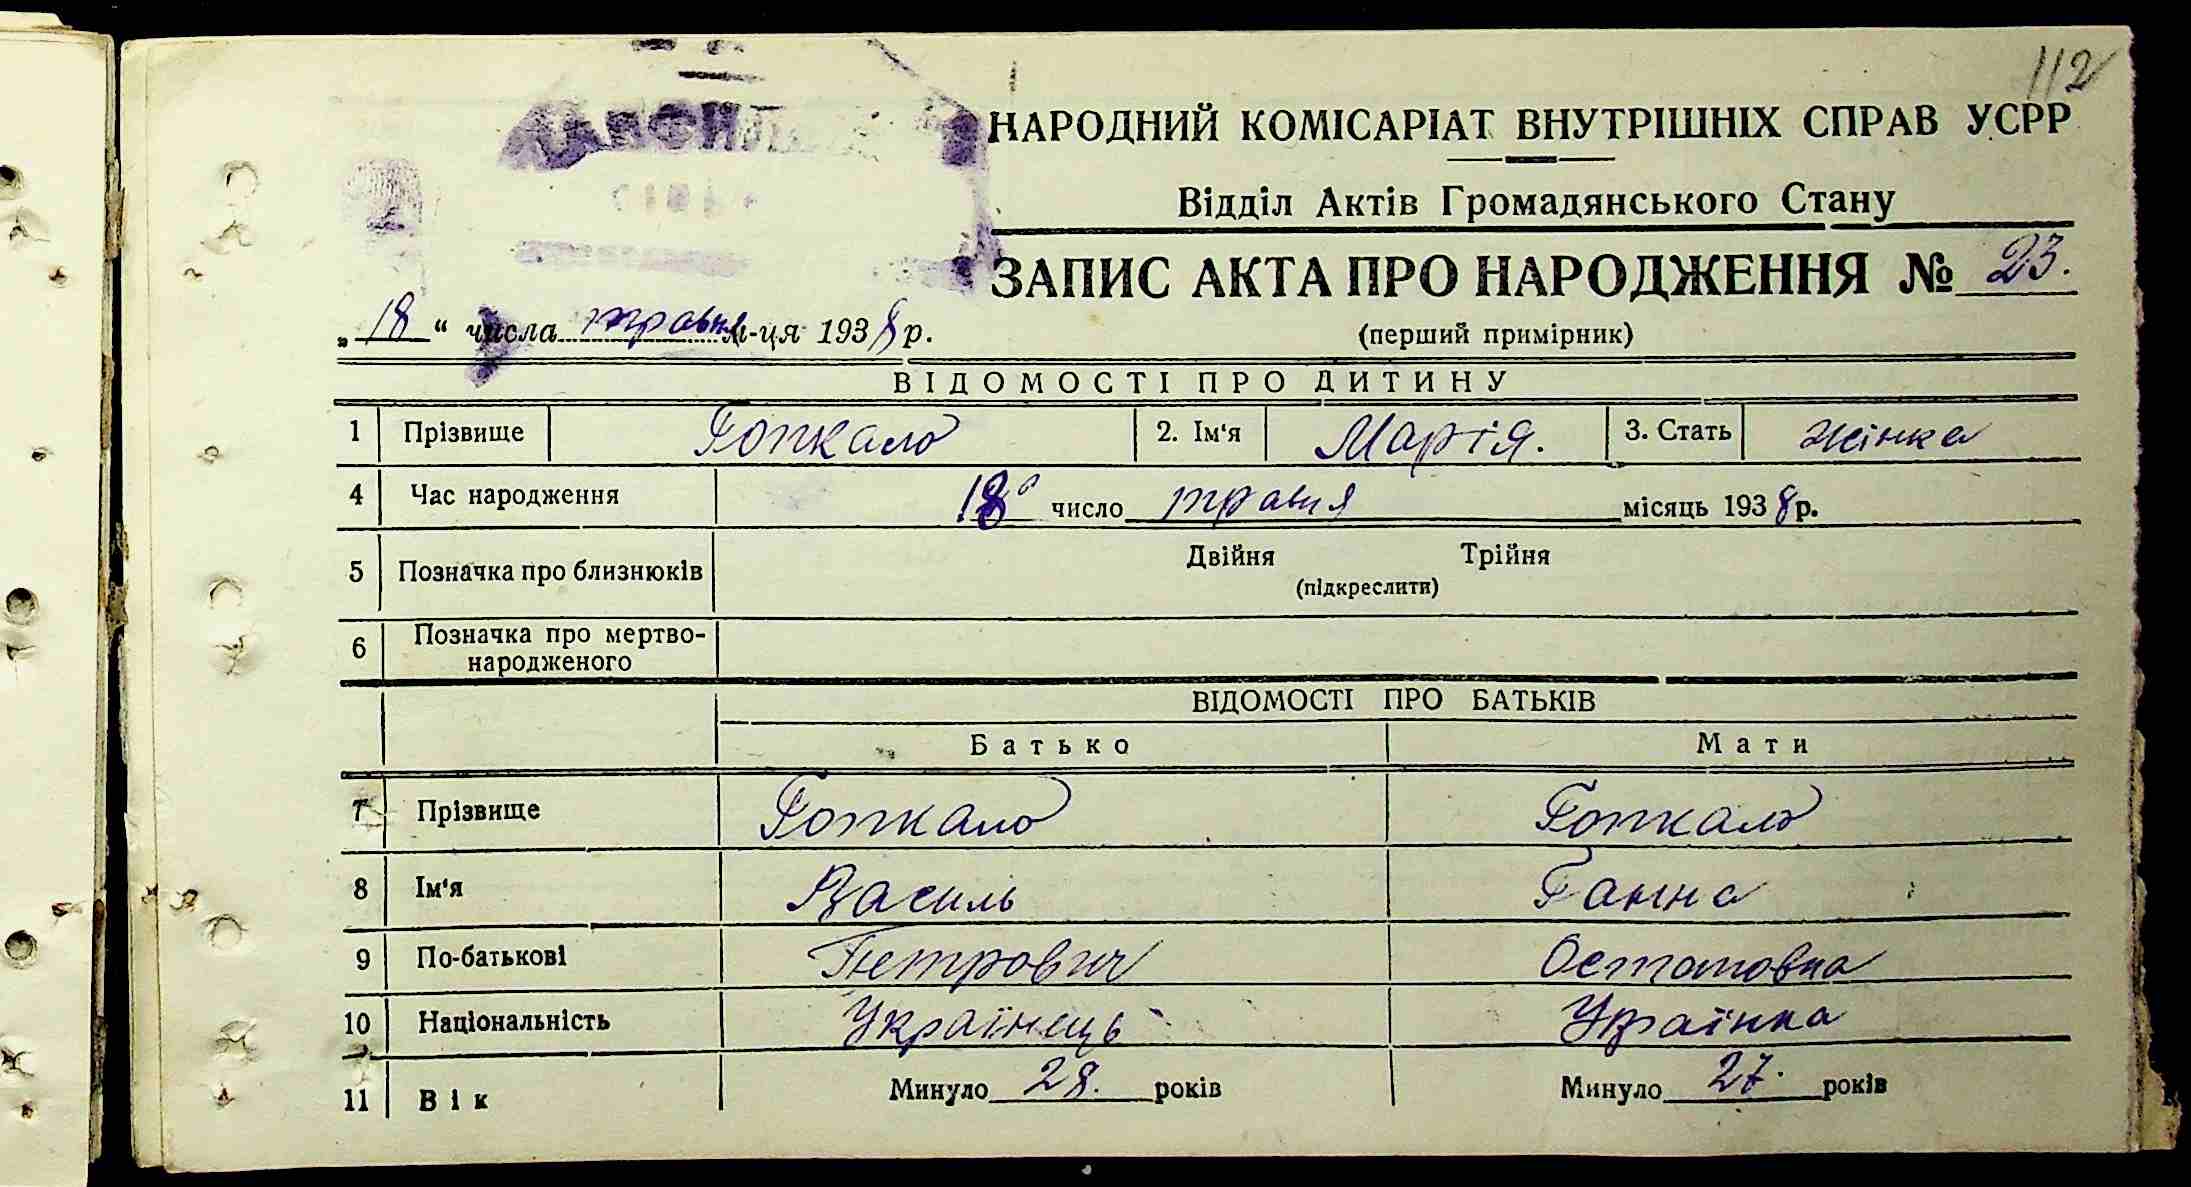 112
НАРОДНИЙ КОМІСАРІАТ ВНУТРІШНІХ СПРАВ УСРР
Відділ Актів Громадянського Стану
ЗАПИС АКТА ПРО НАРОДЖЕННЯ № 23.
„18“ числа травня м-ця 1938 р.
(перший примірник)
ВІДОМОСТІ ПРО ДИТИНУ
1 Прізвище Гопкало 2. Ім‘я Марія. 3. Стать жінка
4 Час народження 18 число травня місяць 1938 р.
5 Позначка про близнюків Двійня Трійня
(підкреслити)
6 Позначка про мертво-
народженого
ВІДОМОСТІ ПРО БАТЬКІВ
Батько Мати
7 Прізвище Гопкало Гопкало
8 Ім‘я Василь Ганна
9 По-батькові Петрович Остаповна
10 Національність Українець Українка
11 Вік Минуло 28. років Минуло 27. років